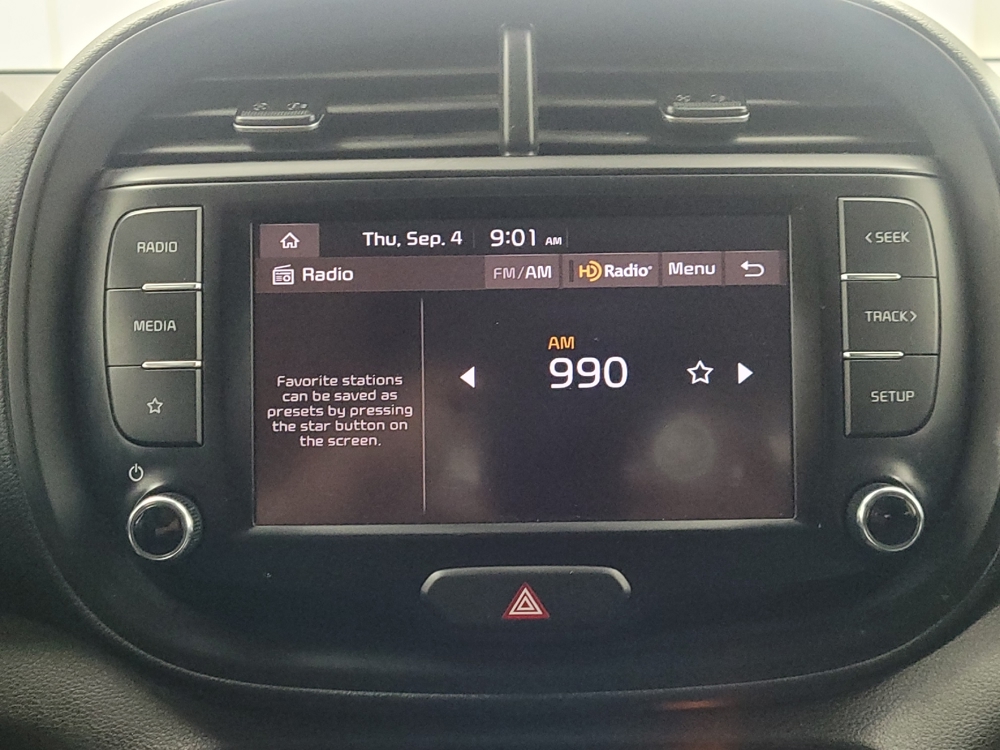 RADIO
MEDIA
Thu, Sep. 4 9:01 AM
Radio FM/AM HD Radio Menu
AM
990
Favorite stations
can be saved as
presets by pressing
the star button on
the screen.
< SEEK
TRACK >
SETUP